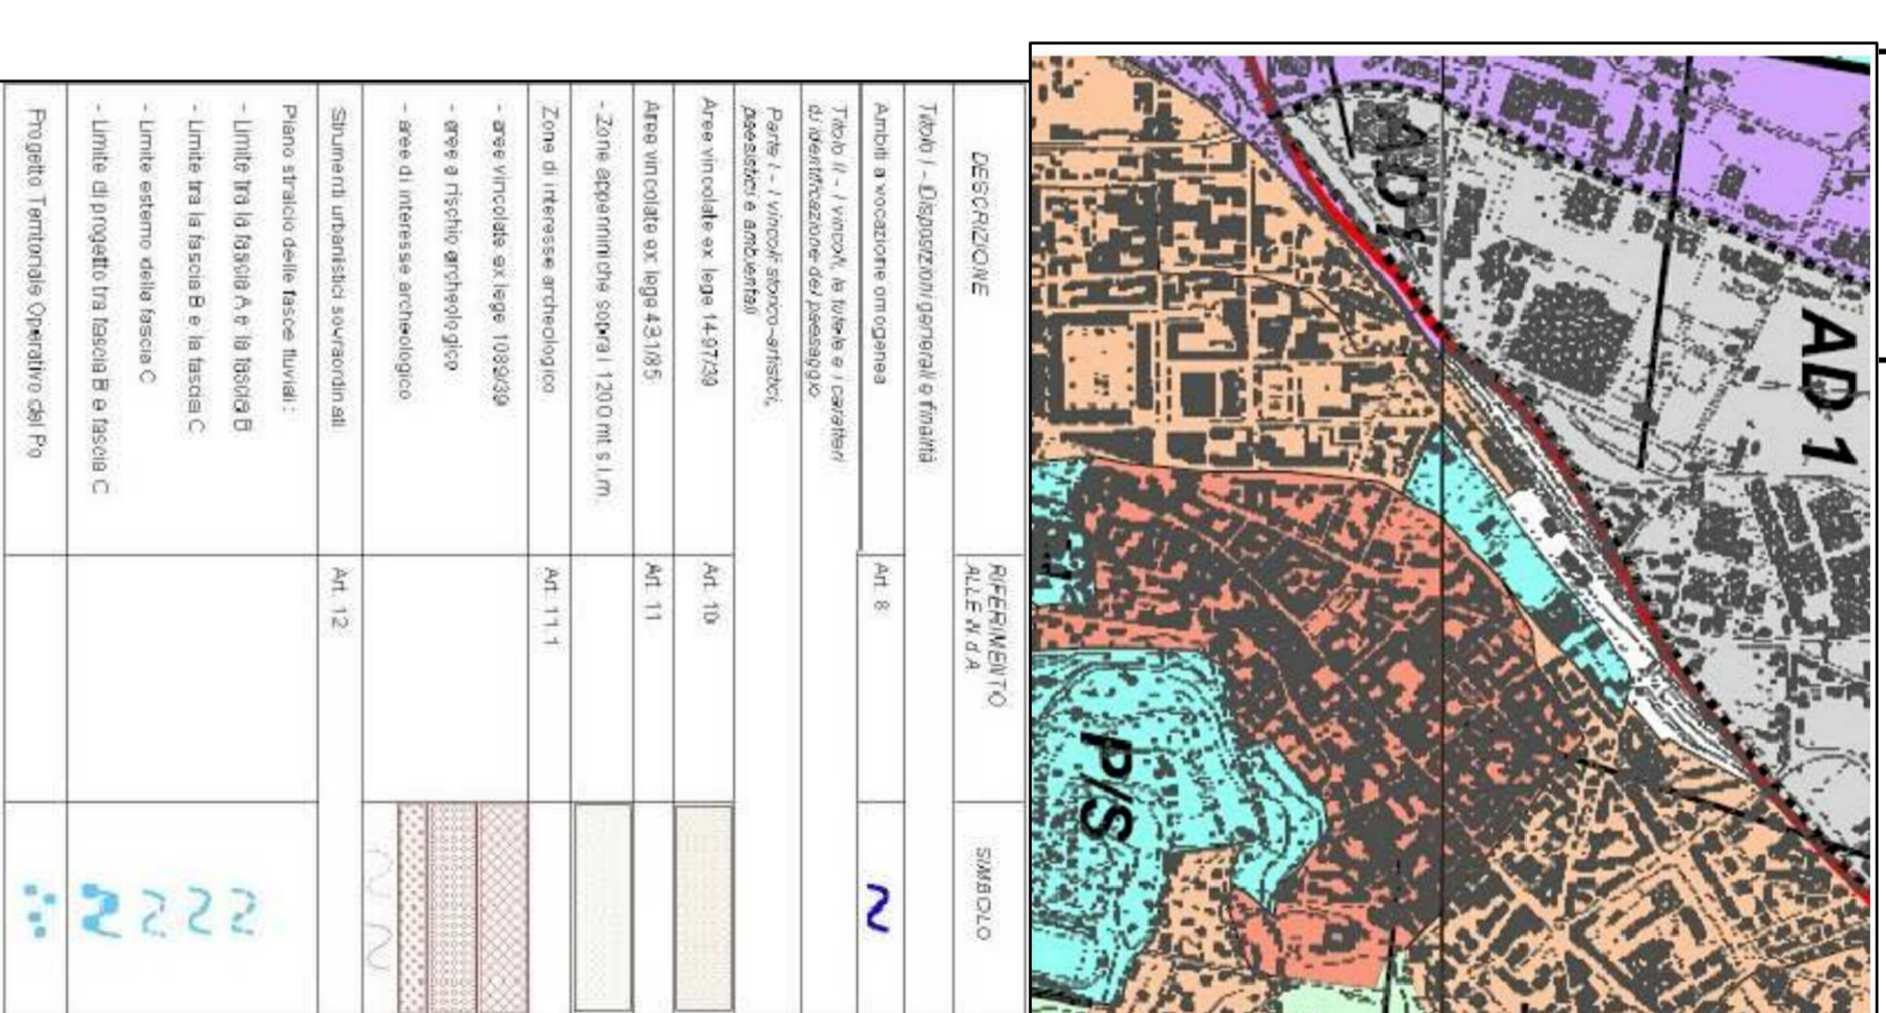 DESCRIZIONE
RIFERIMENTO
ALLE N.d.A.
SIMBOLO
Titolo I - Disposizioni generali e finalità
Ambiti a vocazione omogenea
Art. 8
Titolo II - I vincoli, le tutele e i caratteri
di identificazione del paesaggio
Parte I - I vincoli storico-artistici,
paesistici e ambientali
Aree vincolate ex lege 1497/39
Art. 10
Aree vincolate ex lege 431/85
Art. 11
- Zone appenniniche sopra i 1200 mt s.l.m.
Zone di interesse archeologico
Art. 11.1
- aree vincolate ex lege 1089/39
- aree a rischio archeologico
- aree di interesse archeologico
Strumenti urbanistici sovraordinati
Art. 12
Piano stralcio delle fasce fluviali:
- Limite tra la fascia A e la fascia B
- Limite tra la fascia B e la fascia C
- Limite esterno della fascia C
- Limite di progetto tra fascia B e fascia C
Progetto Territoriale Operativo del Po
AD 1
AD1
P/S